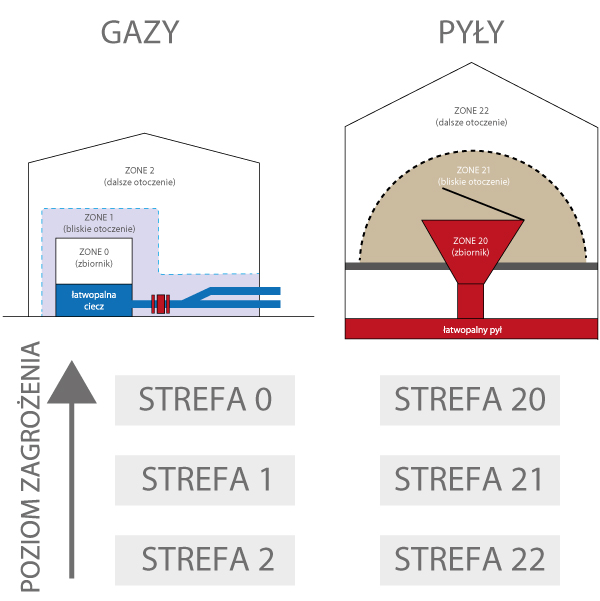 GAZY
PYŁY
ZONE 2
(dalsze otoczenie)
ZONE 1
(bliskie otoczenie)
ZONE 0
(zbiornik)
łatwopalna
ciecz
ZONE 22
(dalsze otoczenie)
ZONE 21
(bliskie otoczenie)
ZONE 20
(zbiornik)
łatwopalny pył
POZIOM ZAGROŻENIA
STREFA 0
STREFA 20
STREFA 1
STREFA 21
STREFA 2
STREFA 22